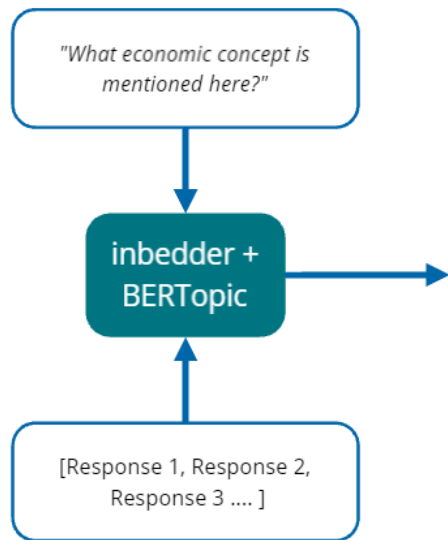 "What economic concept is
mentioned here?"
inbedder +
BERTopic
[Response 1, Response 2,
Response 3 .... ]